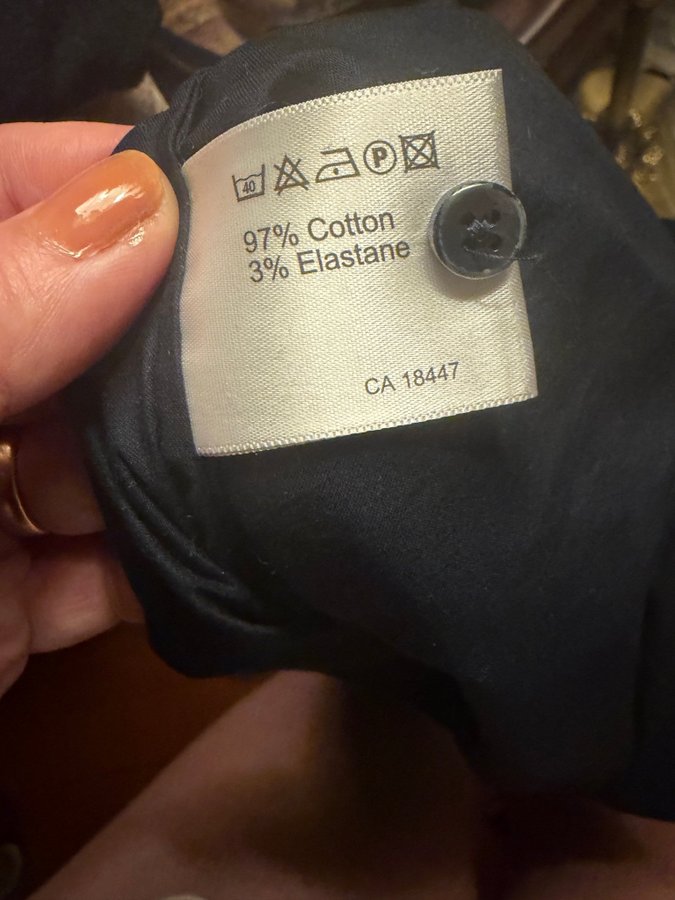 40 P
97% Cotton
3% Elastane
CA 18447